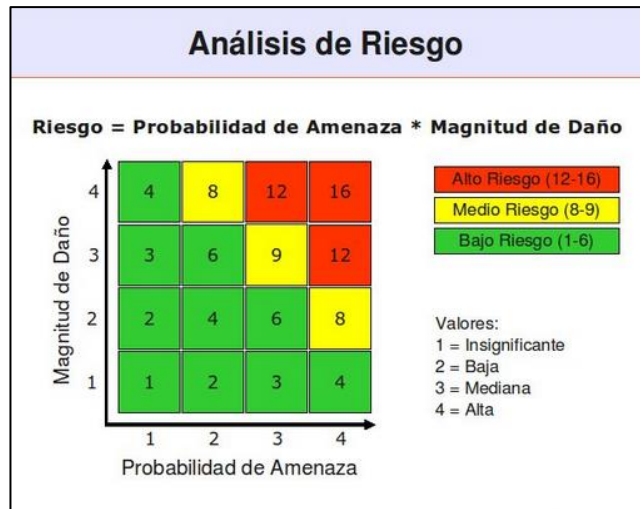 Análisis de Riesgo
Riesgo = Probabilidad de Amenaza * Magnitud de Daño
Magnitud de Daño
4
4 8 12 16
3
3 6 9 12
2
2 4 6 8
1
1 2 3 4
1 2 3 4
Probabilidad de Amenaza
Alto Riesgo (12-16)
Medio Riesgo (8-9)
Bajo Riesgo (1-6)
Valores:
1 = Insignificante
2 = Baja
3 = Mediana
4 = Alta